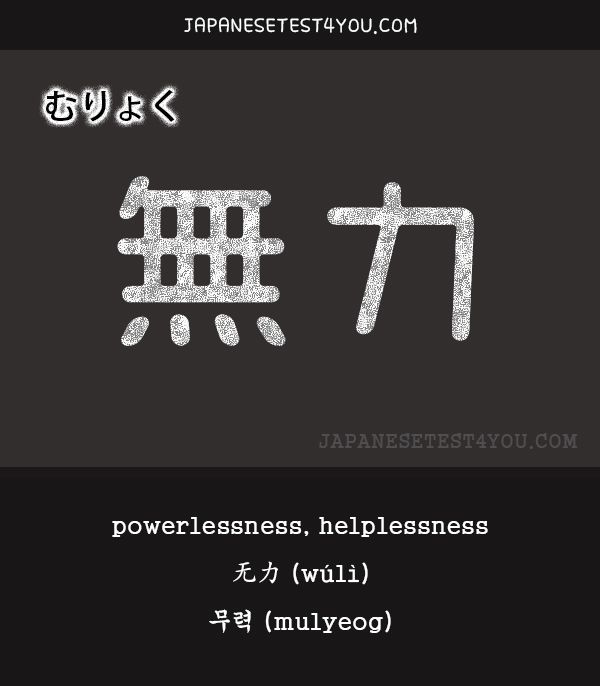 JAPANESETEST4YOU.COM
むりょく
無力
JAPANESETEST4YOU.COM
powerlessness, helplessness
无力 (wúlì)
무력 (mulyeog)